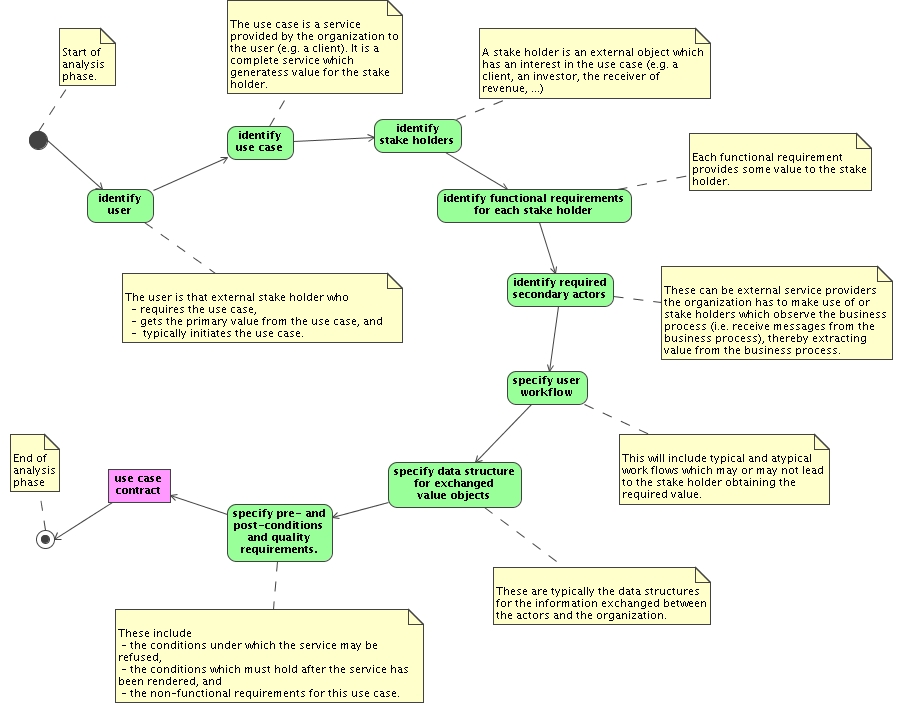 Start of
analysis
phase.
The use case is a service
provided by the organization to
the user (e.g. a client). It is a
complete service which
generatess value for the stake
holder.
A stake holder is an external object which
has an interest in the use case (e.g. a
client, an investor, the receiver of
revenue, ...)
identify
use case
identify
stake holders
Each functional requirement
provides some value to the stake
holder.
identify
user
identify functional requirements
for each stake holder
The user is that external stake holder who
- requires the use case,
- gets the primary value from the use case, and
- typically initiates the use case.
identify required
secondary actors
These can be external service providers
the organization has to make use of or
stake holders which observe the business
process (i.e. receive messages from the
business process), thereby extracting
value from the business process.
specify user
workflow
This will include typical and atypical
work flows which may or may not lead
to the stake holder obtaining the
required value.
End of
analysis
phase
use case
contract
specify data structure
for exchanged
value objects
specify pre- and
post-conditions
and quality
requirements.
These are typically the data structures
for the information exchanged between
the actors and the organization.
These include
- the conditions under which the service may be
refused,
- the conditions which must hold after the service has
been rendered, and
- the non-functional requirements for this use case.